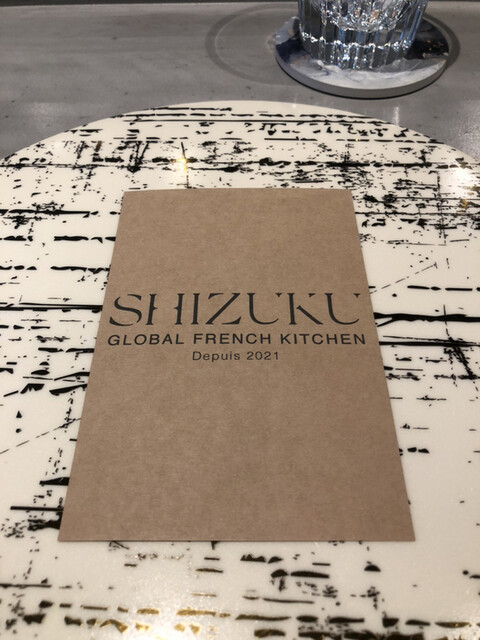 SHIZUKU
GLOBAL FRENCH KITCHEN
Depuis 2021